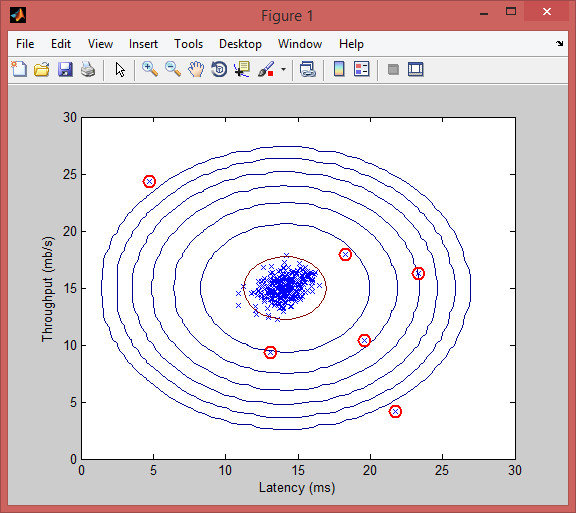 Figure 1
File Edit View Insert Tools Desktop Window Help
30
25
20
15
10
5
0
Throughput (mb/s)
0 5 10 15 20 25 30
Latency (ms)